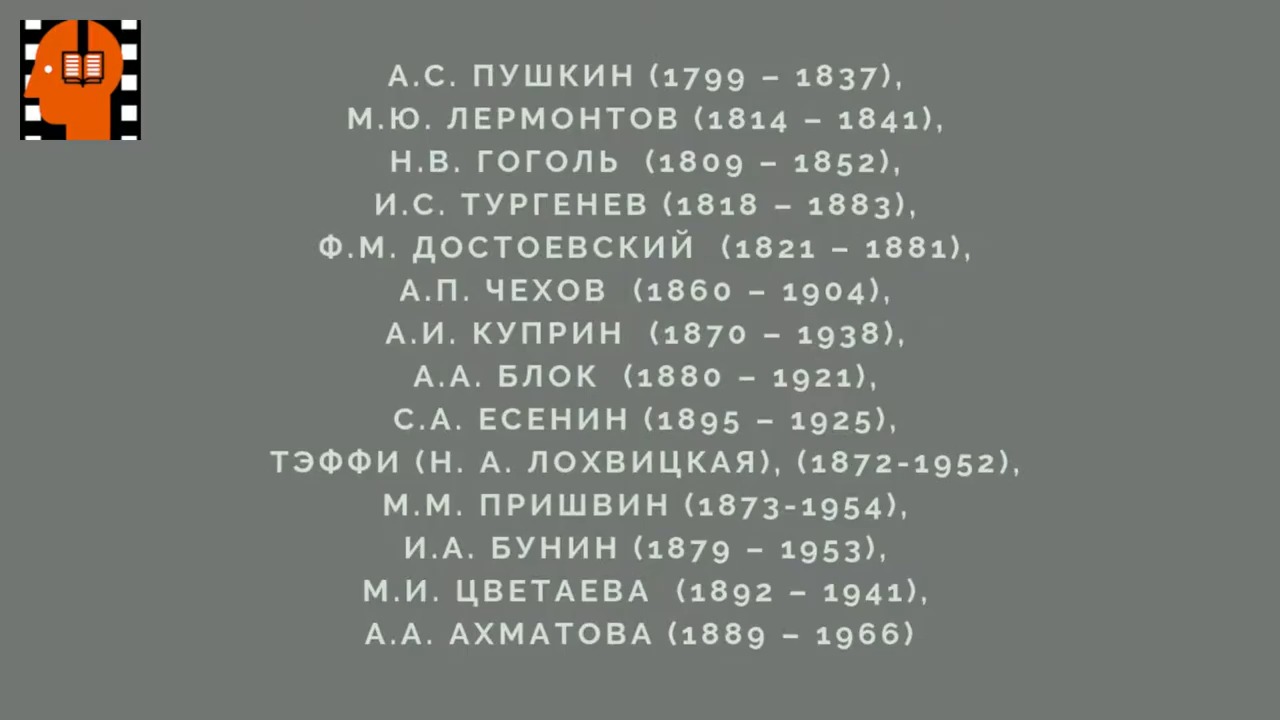 А.С. ПУШКИН (1799 – 1837),
М.Ю. ЛЕРМОНТОВ (1814 – 1841),
Н.В. ГОГОЛЬ (1809 – 1852),
И.С. ТУРГЕНЕВ (1818 – 1883),
Ф.М. ДОСТОЕВСКИЙ (1821 – 1881),
А.П. ЧЕХОВ (1860 – 1904),
А.И. КУПРИН (1870 – 1938),
А.А. БЛОК (1880 – 1921),
С.А. ЕСЕНИН (1895 – 1925),
ТЭФФИ (Н. А. ЛОХВИЦКАЯ), (1872-1952),
М.М. ПРИШВИН (1873-1954),
И.А. БУНИН (1879 – 1953),
М.И. ЦВЕТАЕВА (1892 – 1941),
А.А. АХМАТОВА (1889 – 1966)